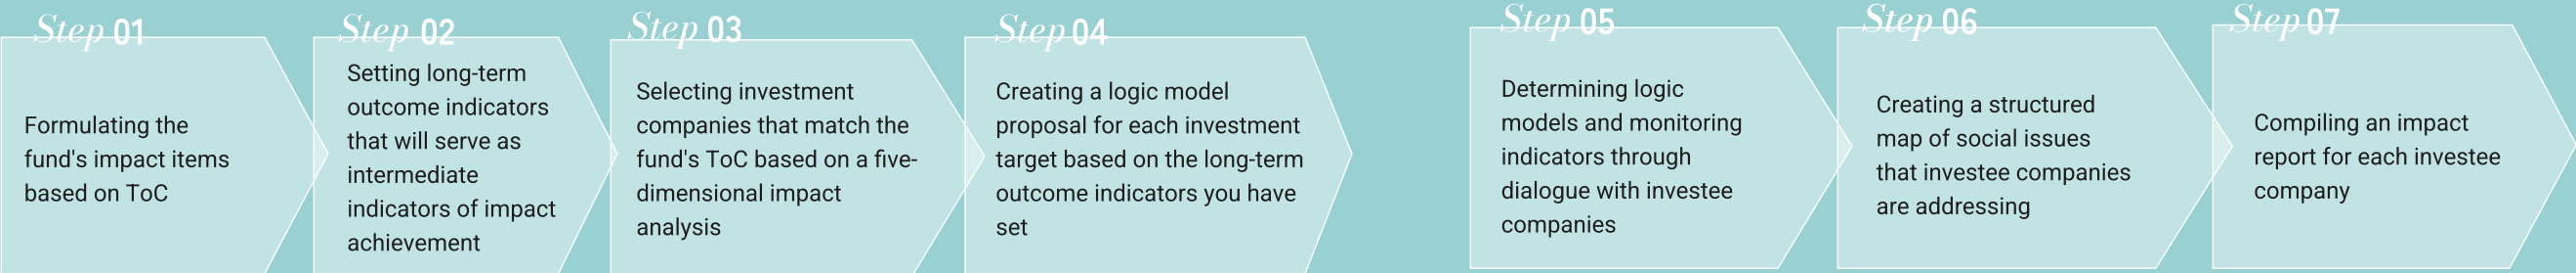 Step 01
Formulating the
fund's impact items
based on ToC
Step 02
Setting long-term
outcome indicators
that will serve as
intermediate
indicators of impact
achievement
Step 03
Selecting investment
companies that match the
fund's ToC based on a five-
dimensional impact
analysis
Step 04
Creating a logic model
proposal for each investment
target based on the long-term
outcome indicators you have
set
Step 05
Determining logic
models and monitoring
indicators through
dialogue with investee
companies
Step 06
Creating a structured
map of social issues
that investee companies
are addressing
Step 07
Compiling an impact
report for each investee
company